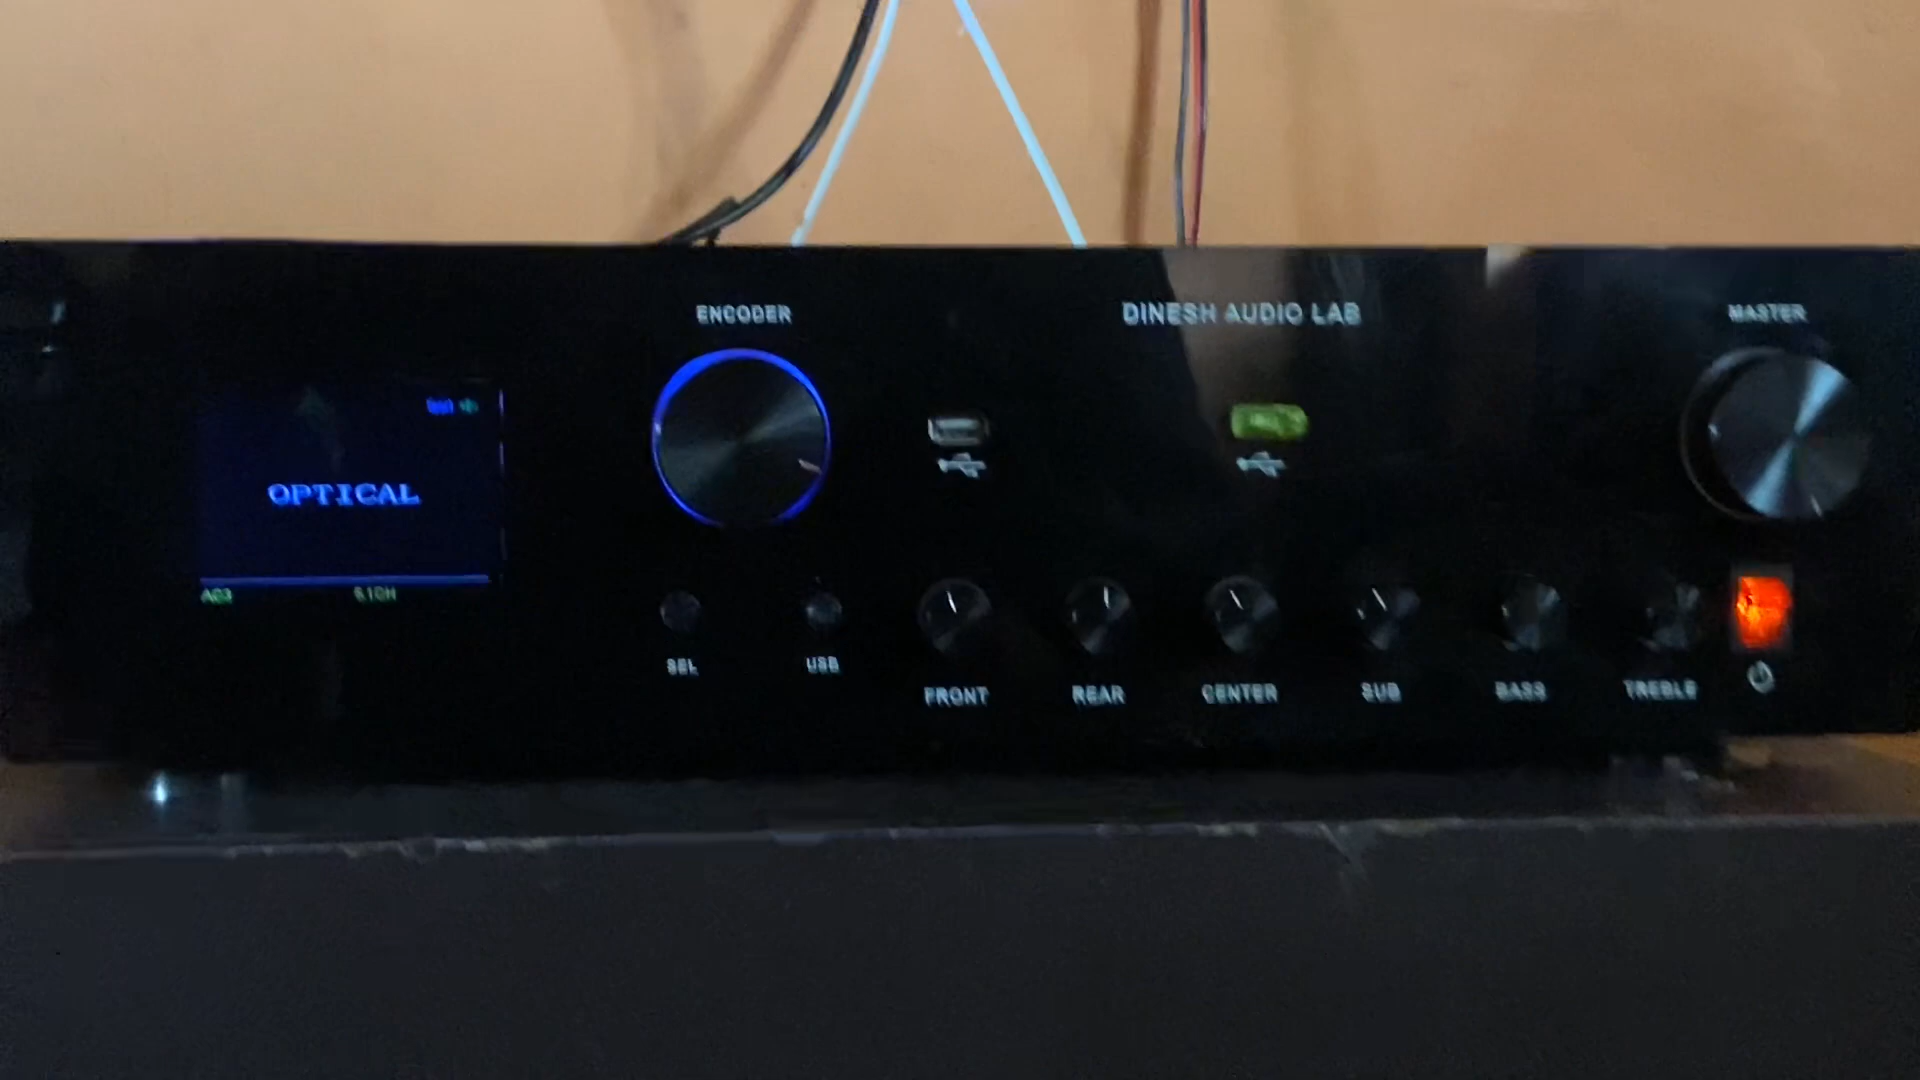 ENCODER
DINESH AUDIO LAB
MASTER
OPTICAL
AC3
5.1CH
SEL
USB
FRONT
REAR
CENTER
SUB
BASS
TREBLE